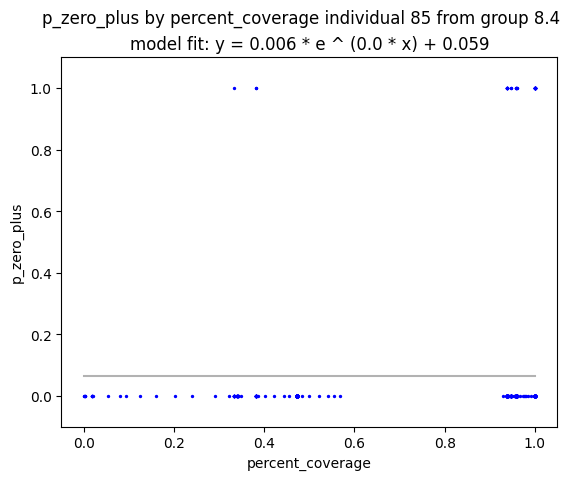 p_zero_plus by percent_coverage individual 85 from group 8.4
model fit: y = 0.006 * e ^ (0.0 * x) + 0.059
1.0
0.8
0.6
0.4
0.2
0.0
p_zero_plus
0.0 0.2 0.4 0.6 0.8 1.0
percent_coverage